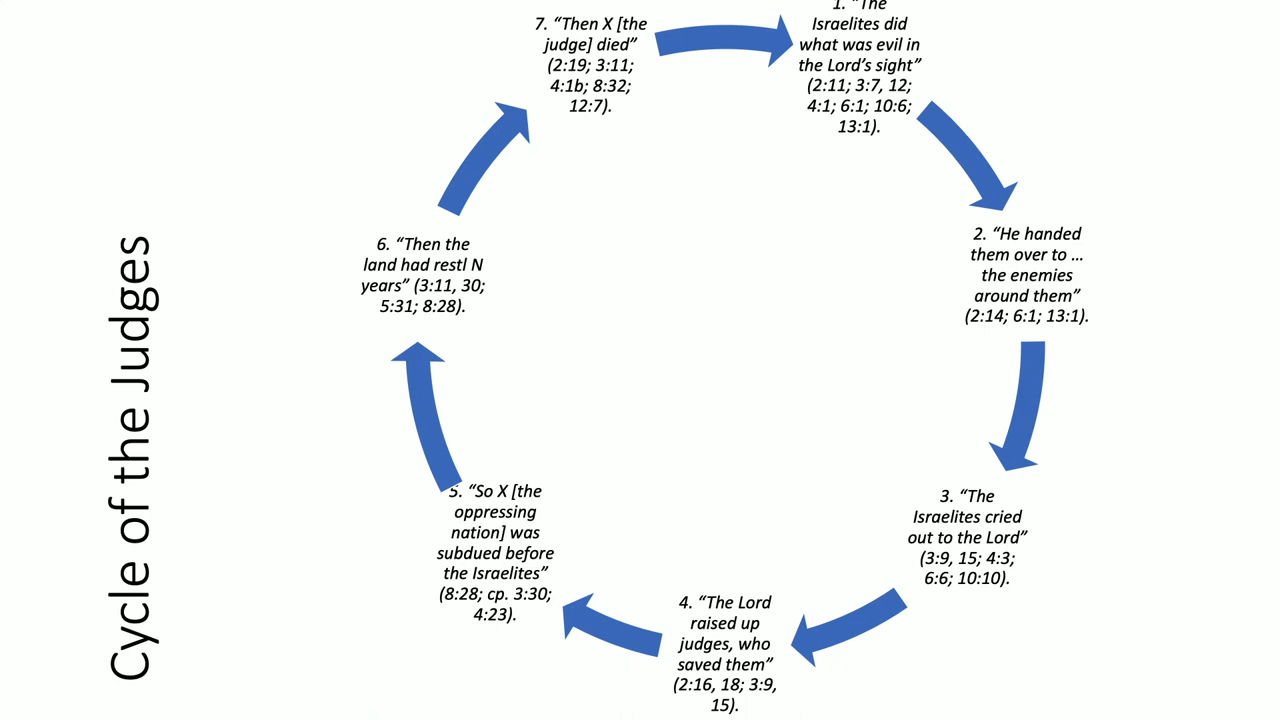 Cycle of the Judges
1. “The
Israelites did
what was evil in
the Lord’s sight”
(2:11; 3:7, 12;
4:1; 6:1; 10:6;
13:1).
2. “He handed
them over to ...
the enemies
around them”
(2:14; 6:1; 13:1).
3. “The
Israelites cried
out to the Lord”
(3:9, 15; 4:3;
6:6; 10:10).
4. “The Lord
raised up
judges, who
saved them”
(2:16, 18; 3:9,
15).
5. “So X [the
oppressing
nation] was
subdued before
the Israelites”
(8:28; cp. 3:30;
4:23).
6. “Then the
land had restl N
years” (3:11, 30;
5:31; 8:28).
7. “Then X [the
judge] died”
(2:19; 3:11;
4:1b; 8:32;
12:7).